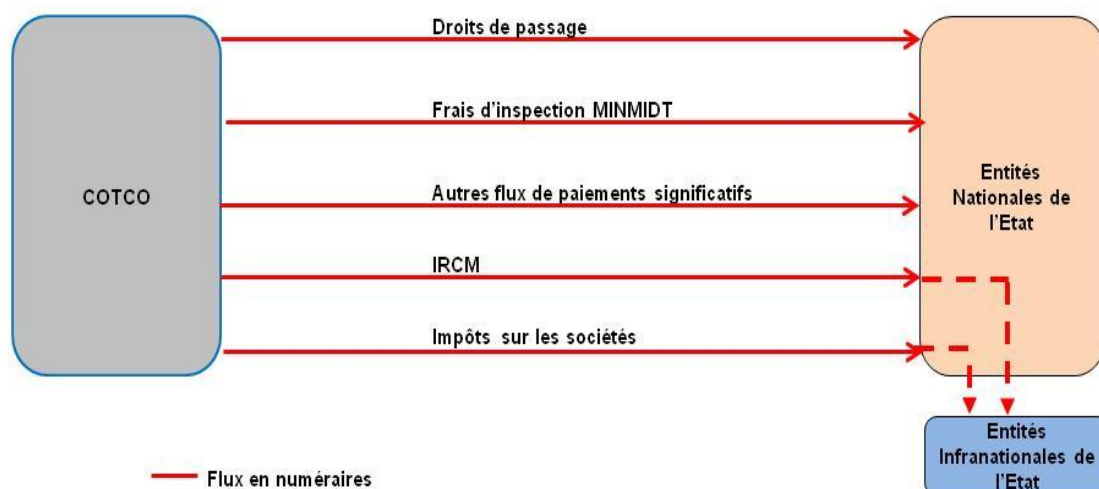 Droits de passage
Frais d'inspection MINMIDT
COTCO
Autres flux de paiements significatifs
Entités
Nationales de
l'Etat
IRCM
Impôts sur les sociétés
Entités
Infranationales de
l'Etat
Flux en numéraires